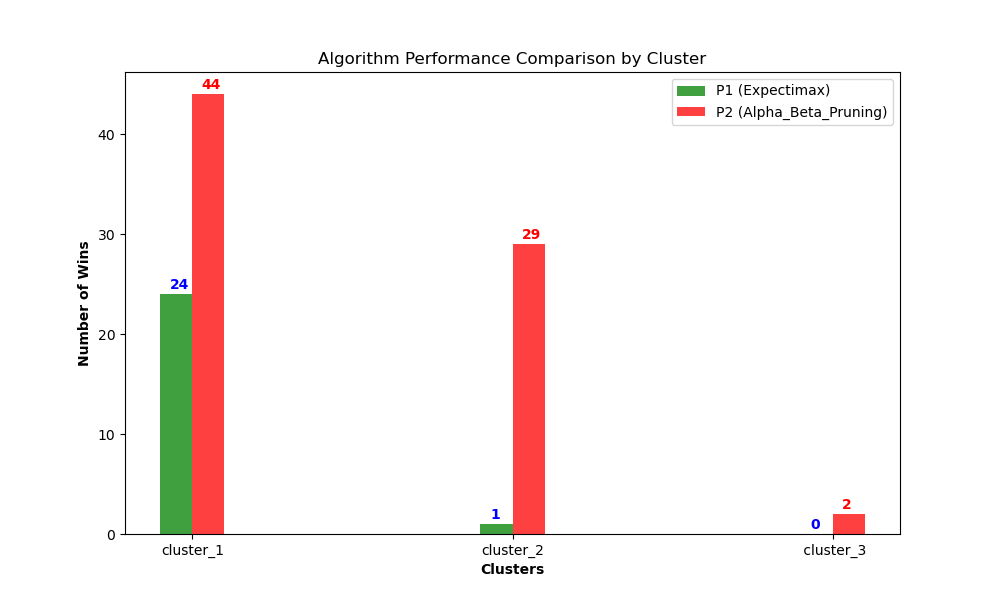 Algorithm Performance Comparison by Cluster
P1 (Expectimax)
P2 (Alpha_Beta_Pruning)
Number of Wins
40
30
20
10
0
24
44
1
29
0
2
cluster_1
cluster_2
cluster_3
Clusters